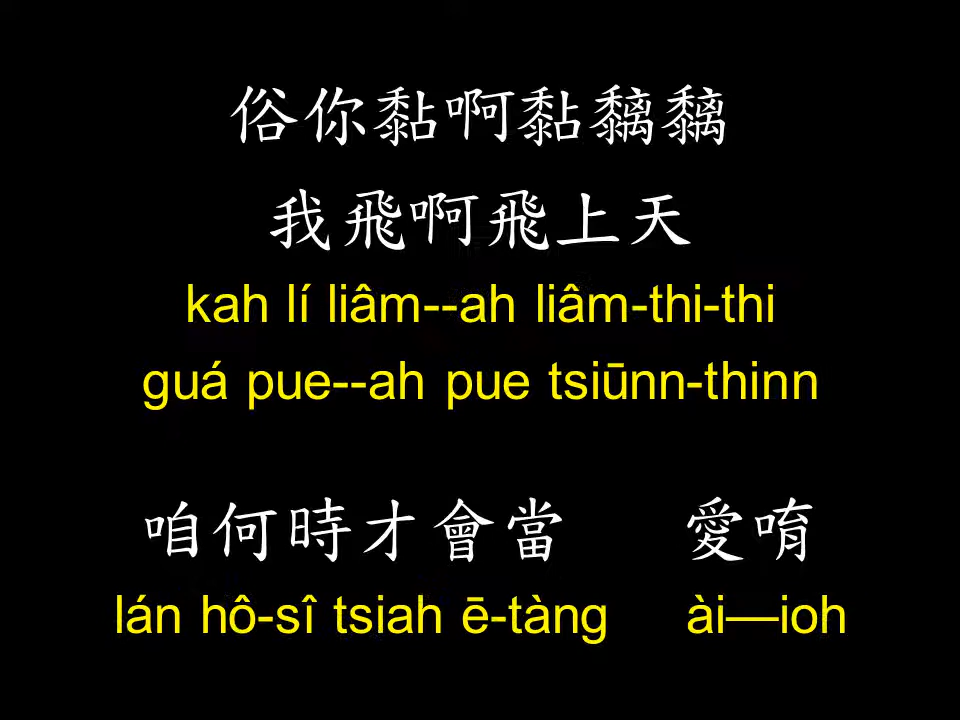 俗你黏啊黏黐黐
我飛啊飛上天
kah lí liâm--ah liâm-thi-thi
guá pue--ah pue tsiūnn-thinn
咱何時才會當 愛唷
lán hô-sî tsiah ē-tàng ài—ioh